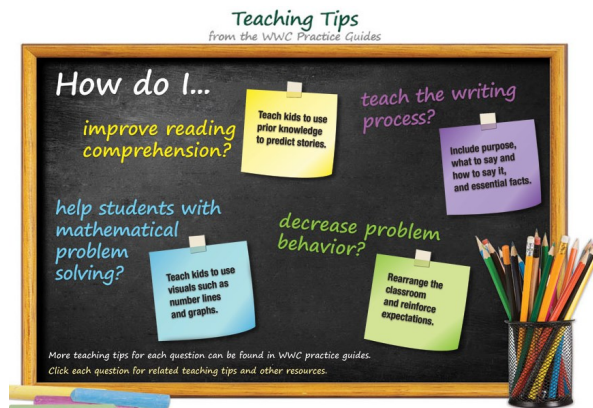 Teaching Tips
from the WWC Practice Guides
How do I...
improve reading
comprehension?
Teach kids to use
prior knowledge
to predict stories.
teach the writing
process?
Include purpose,
what to say and
how to say it,
and essential facts.
help students with
mathematical
problem
solving?
Teach kids to use
visuals such as
number lines
and graphs.
decrease problem
behavior?
Rearrange the
classroom
and reinforce
expectations.
More teaching tips for each question can be found in WWC practice guides.
Click each question for related teaching tips and other resources.